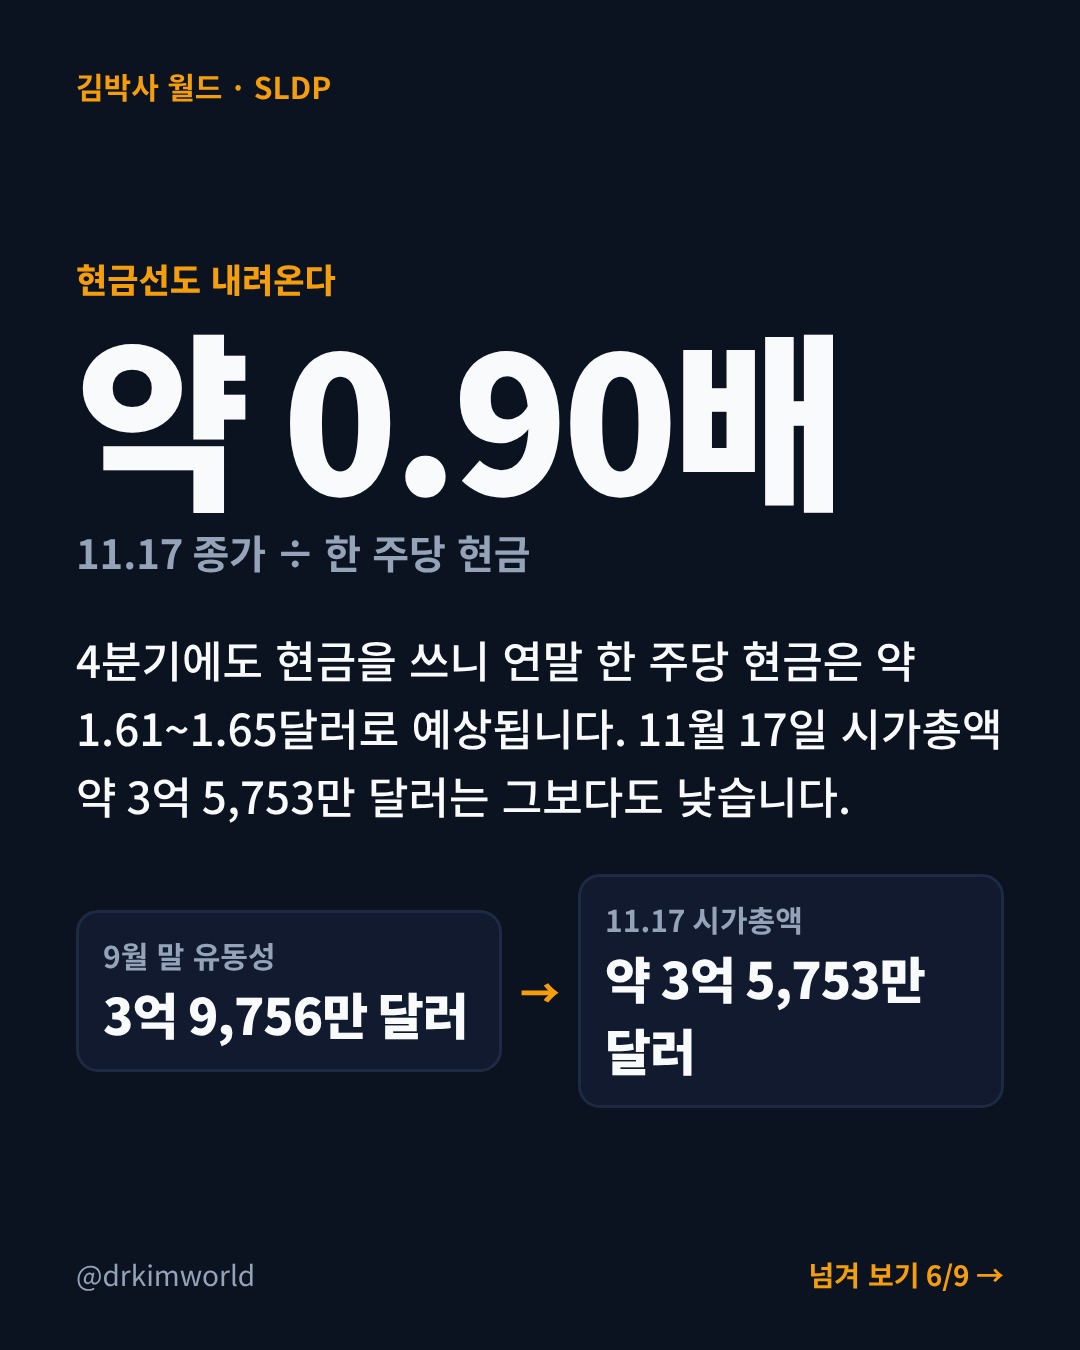 김박사 월드 · SLDP
현금선도 내려온다
약 0.90배
11.17 종가 ÷ 한 주당 현금
4분기에도 현금을 쓰니 연말 한 주당 현금은 약
1.61~1.65달러로 예상됩니다. 11월 17일 시가총액
약 3억 5,753만 달러는 그보다도 낮습니다.
9월 말 유동성
3억 9,756만 달러
→
11.17 시가총액
약 3억 5,753만
달러
@drkimworld
넘겨 보기 6/9 →